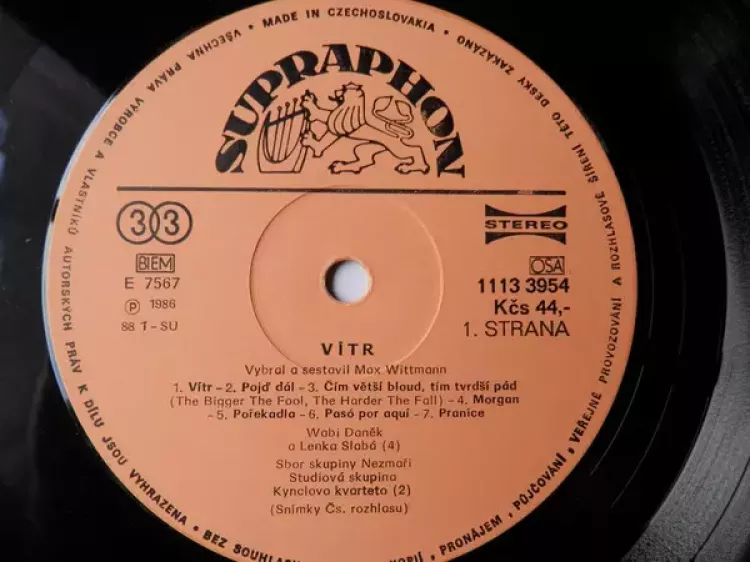 VŠECHNA PRÁVA VÝROBCE A VLASTNÍKŮ AUTORSKÝCH PRÁV K DÍLU JSOU VYHRAZENA • BEZ SOUHLASU KOPIÍ, PRONÁJEM, PŮJČOVÁNÍ, VEŘEJNÉ PROVOZOVÁNÍ A ROZHLASOVÉ ŠÍŘENÍ TÉTO DESKY ZAKÁZÁNO • MADE IN CZECHOSLOVAKIA •
SUPRAPHON
33
STEREO
BIEM
OSA
E 7567
1113 3954
Ⓟ 1986
Kčs 44,-
88 1 - SU
1. STRANA
VÍTR
Vybral a sestavil Max Wittmann
1. Vítr – 2. Pojď dál – 3. Čím větší bloud, tím tvrdší pád
(The Bigger The Fool, The Harder The Fall) – 4. Morgan
– 5. Pořekadla – 6. Pasó por aquí – 7. Pranice
Wabi Daněk
a Lenka Slabá (4)
Sbor skupiny Nezmaři
Studiová skupina
Kynclovo kvarteto (2)
(Snímky Čs. rozhlasu)